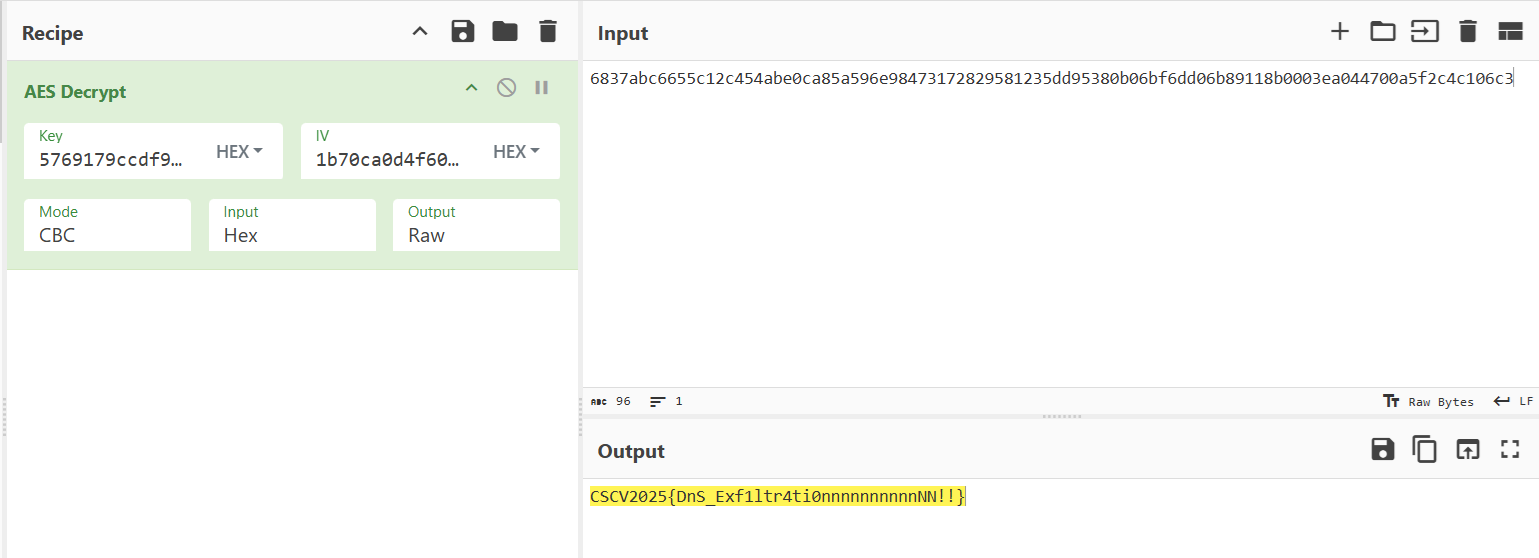 Recipe
AES Decrypt
Key
5769179ccdf9…
HEX
IV
1b70ca0d4f60…
HEX
Mode
CBC
Input
Hex
Output
Raw
Input
6837abc6655c12c454abe0ca85a596e98473172829581235dd95380b06bf6dd06b89118b0003ea044700a5f2c4c106c3
ABC 96
1
Tт Raw Bytes
LF
Output
CSCV2025{DnS_Exf1ltr4ti0nnnnnnnnnnNN!!}